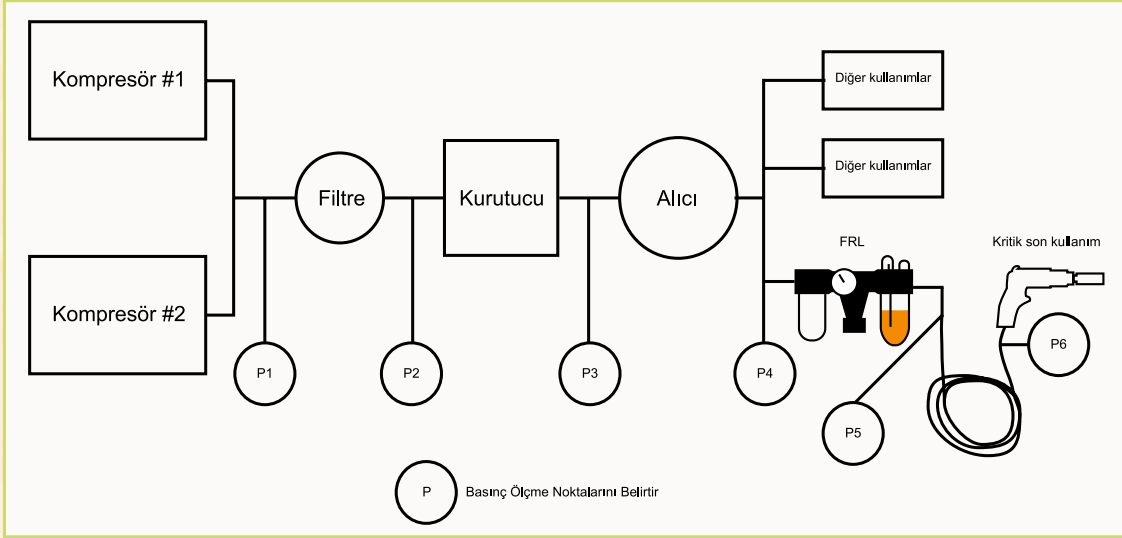 Kompresör #1
Kompresör #2
Filtre
Kurutucu
Alıcı
Diğer kullanımlar
Diğer kullanımlar
FRL
Kritik son kullanım
P1
P2
P3
P4
P5
P6
P
Basınç Ölçme Noktalarını Belirtir